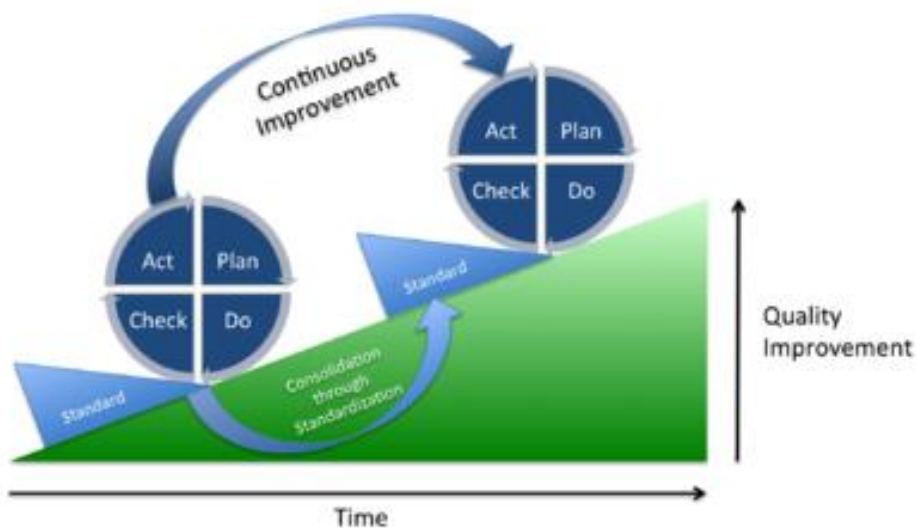 Continuous
Improvement
Act
Plan
Check
Do
Act
Plan
Check
Do
Standard
Standard
Consolidation
through
Standardization
Quality
Improvement
Time